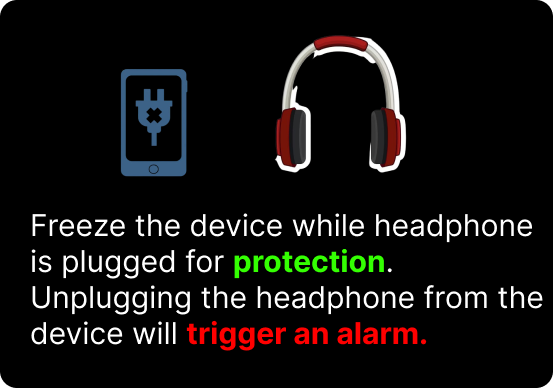 Freeze the device while headphone
is plugged for protection.
Unplugging the headphone from the
device will trigger an alarm.